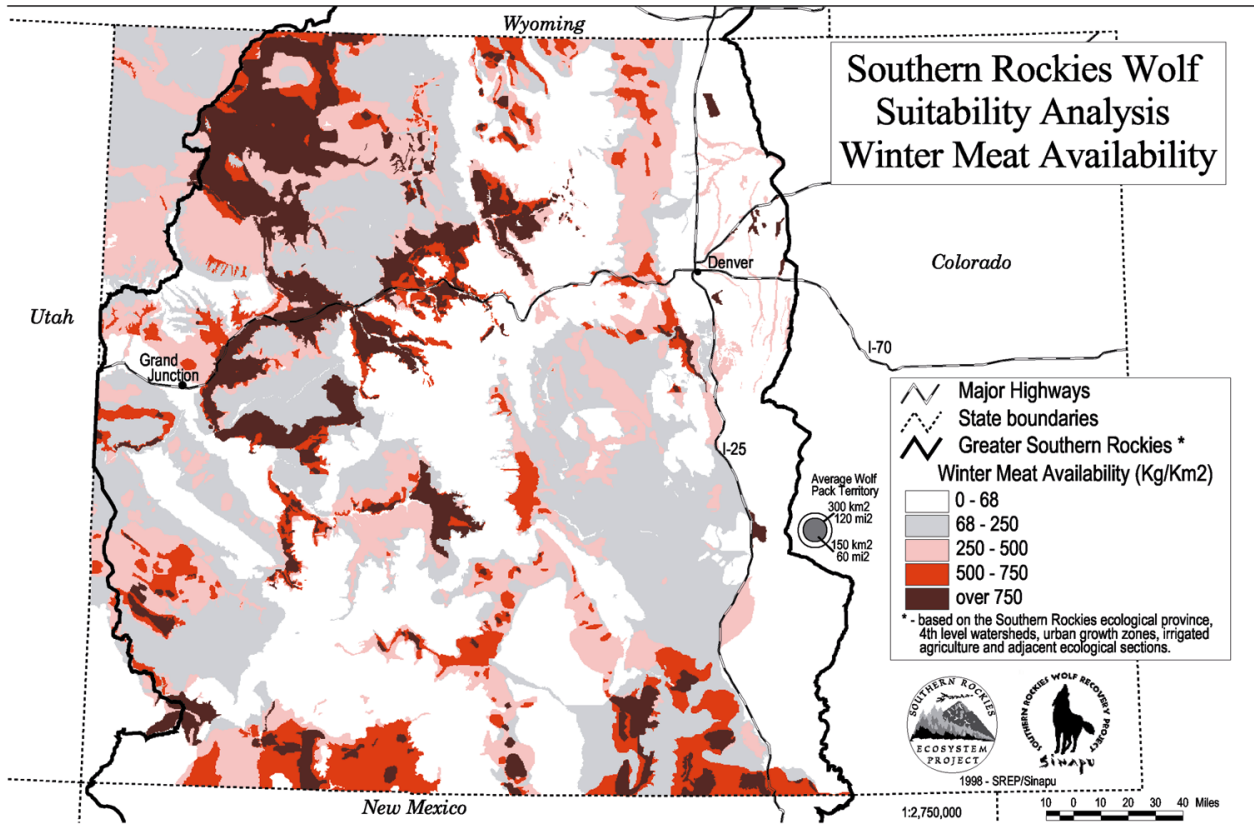 Wyoming
Southern Rockies Wolf
Suitability Analysis
Winter Meat Availability
Denver
Colorado
Utah
I-70
Grand
Junction
Major Highways
State boundaries
Greater Southern Rockies *
I-25
Winter Meat Availability (Kg/Km2)
Average Wolf
Pack Territory
300 km2
120 mi2
150 km2
60 mi2
0 - 68
68 - 250
250 - 500
500 - 750
over 750
* - based on the Southern Rockies ecological province,
4th level watersheds, urban growth zones, irrigated
agriculture and adjacent ecological sections.
SOUTHERN ROCKIES
ECOSYSTEM
PROJECT
SOUTHERN ROCKIES WOLF RECOVERY PROJECT
Sinapu
1998 - SREP/Sinapu
New Mexico
1:2,750,000
10 0 10 20 30 40 Miles